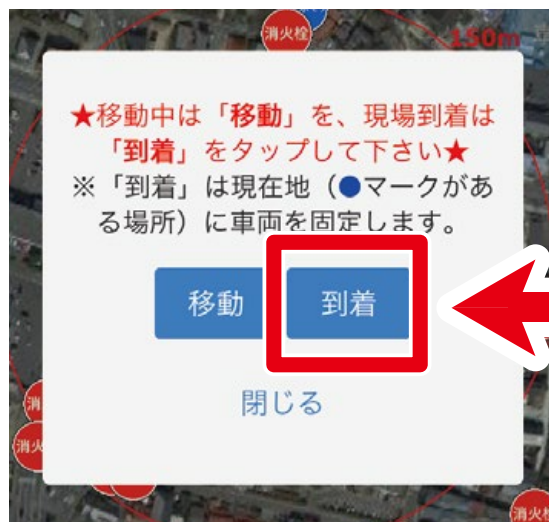 消火栓
150m
★移動中は「移動」を、現場到着は
「到着」をタップして下さい★
※「到着」は現在地（●マークがあ
る場所）に車両を固定します。
移動
到着
閉じる
消
消火
消火